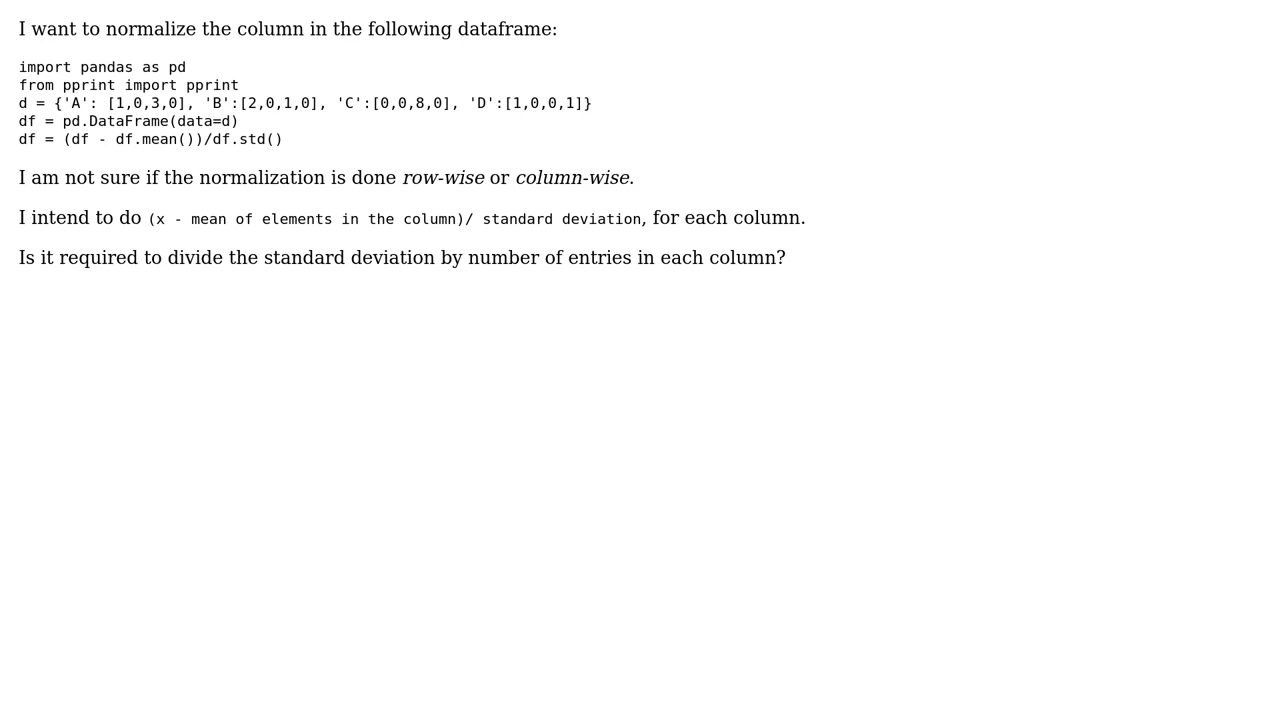 I want to normalize the column in the following dataframe:
import pandas as pd
from pprint import pprint
d = {'A': [1,0,3,0], 'B':[2,0,1,0], 'C':[0,0,8,0], 'D':[1,0,0,1]}
df = pd.DataFrame(data=d)
df = (df - df.mean())/df.std()
I am not sure if the normalization is done row-wise or column-wise.
I intend to do (x - mean of elements in the column)/ standard deviation, for each column.
Is it required to divide the standard deviation by number of entries in each column?